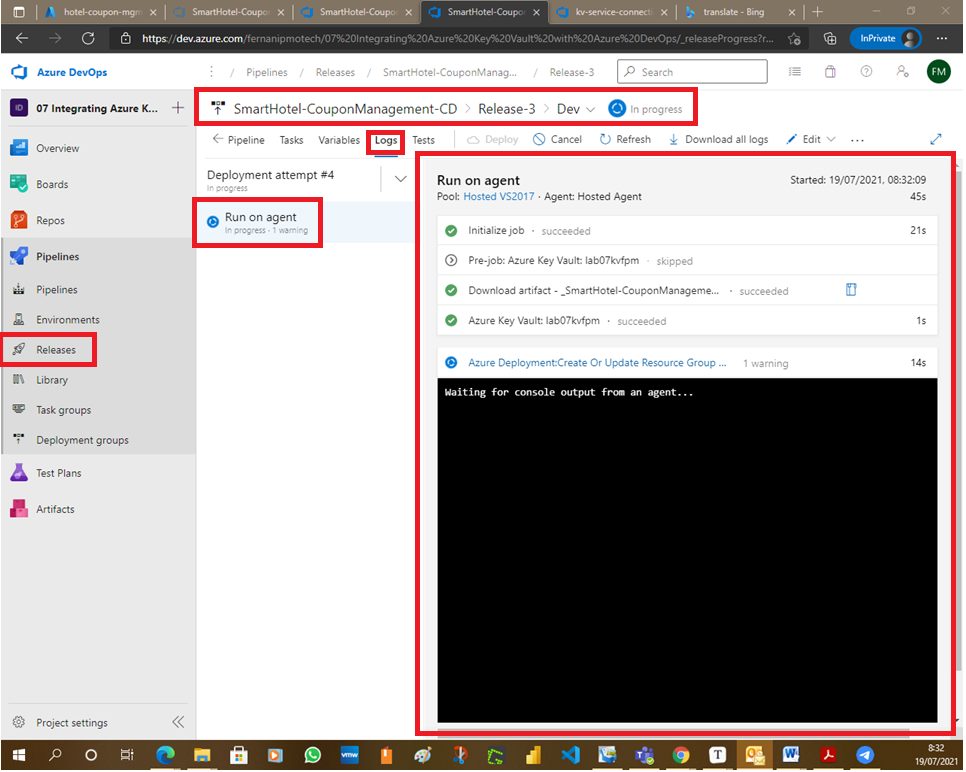 hotel-coupon-mgm
SmartHotel-Coupo
SmartHotel-Coupo
SmartHotel-Coupo
kv-service-connecti
translate - Bing
https://dev.azure.com/fernanipmotech/07%20Integrating%20Azure%20Key%20Vault%20with%20Azure%20DevOps/_releaseProgress?r...
InPrivate
Azure DevOps
/ Pipelines / Releases / SmartHotel-CouponManag... / Release-3
Search
FM
ID
07 Integrating Azure K...
SmartHotel-CouponManagement-CD > Release-3 > Dev
In progress
Overview
Boards
Repos
Pipelines
Pipelines
Environments
Releases
Library
Task groups
Deployment groups
Test Plans
Artifacts
Project settings
Pipeline Tasks Variables Logs Tests Deploy Cancel Refresh Download all logs Edit ...
Deployment attempt #4
In progress
Run on agent
In progress · 1 warning
Run on agent
Started: 19/07/2021, 08:32:09
Pool: Hosted VS2017 · Agent: Hosted Agent
45s
Initialize job · succeeded 21s
Pre-job: Azure Key Vault: lab07kvfpm · skipped
Download artifact - _SmartHotel-CouponManageme... · succeeded
Azure Key Vault: lab07kvfpm · succeeded 1s
Azure Deployment:Create Or Update Resource Group ... 1 warning 14s
Waiting for console output from an agent...
vmw
T
8:32
19/07/2021